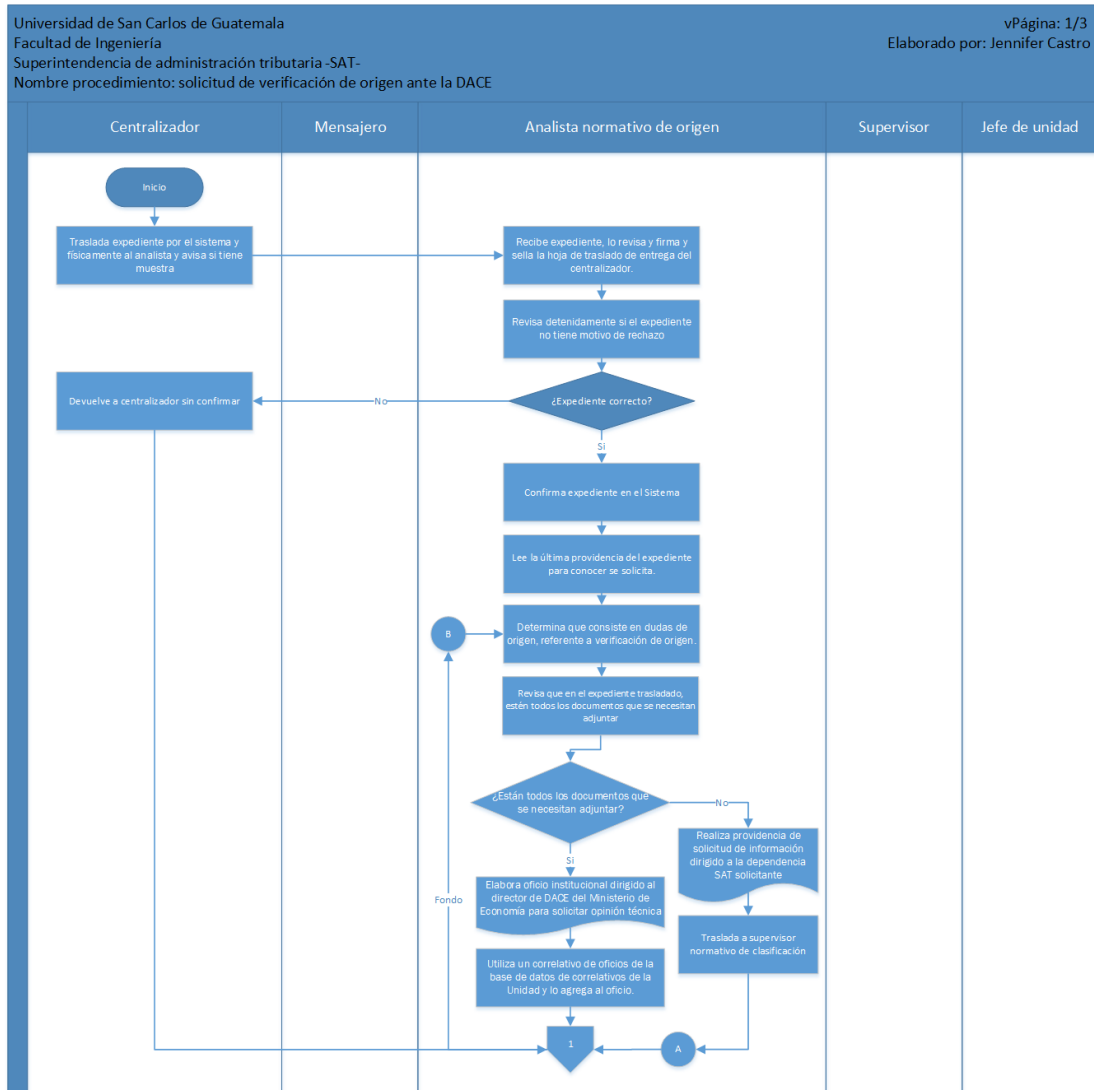 Universidad de San Carlos de Guatemala
vPágina: 1/3
Facultad de Ingeniería
Elaborado por: Jennifer Castro
Superintendencia de administración tributaria -SAT-
Nombre procedimiento: solicitud de verificación de origen ante la DACE
Centralizador
Mensajero
Analista normativo de origen
Supervisor
Jefe de unidad
Inicio
Traslada expediente por el sistema y
físicamente al analista y avisa si tiene
muestra
Recibe expediente, lo revisa y firma y
sella la hoja de traslado de entrega del
centralizador.
Revisa detenidamente si el expediente
no tiene motivo de rechazo
Devuelve a centralizador sin confirmar
No
¿Expediente correcto?
Si
Confirma expediente en el Sistema
Lee la última providencia del expediente
para conocer se solicita.
B
Determina que consiste en dudas de
origen, referente a verificación de origen.
Revisa que en el expediente trasladado,
estén todos los documentos que se necesitan
adjuntar
¿Están todos los documentos que
se necesitan adjuntar?
No
Realiza providencia de
solicitud de información
dirigido a la dependencia
SAT solicitante
Si
Elabora oficio institucional dirigido al
director de DACE del Ministerio de
Economía para solicitar opinión técnica
Fondo
Traslada a supervisor
normativo de clasificación
Utiliza un correlativo de oficios de la
base de datos de correlativos de la
Unidad y lo agrega al oficio.
1
A